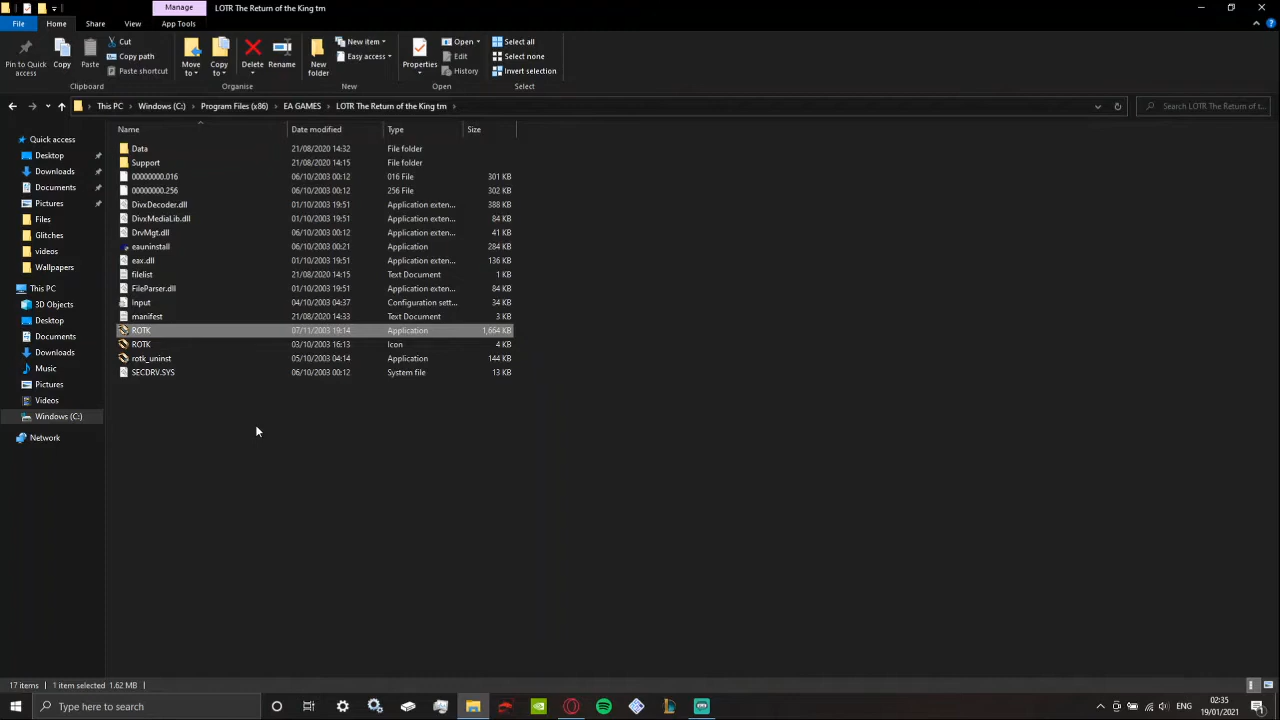 Manage
LOTR The Return of the King tm
File
Home
Share
View
App Tools
Pin to Quick access
Copy
Paste
Cut
Copy path
Paste shortcut
Clipboard
Move to
Copy to
Delete
Rename
Organise
New folder
New item
Easy access
New
Properties
Open
Edit
History
Open
Select all
Select none
Invert selection
Select
This PC
Windows (C:)
Program Files (x86)
EA GAMES
LOTR The Return of the King tm
Search LOTR The Return of t...
Name Date modified Type Size
Data 21/08/2020 14:32 File folder
Support 21/08/2020 14:15 File folder
00000000.016 06/10/2003 00:12 016 File 301 KB
00000000.256 06/10/2003 00:12 256 File 302 KB
DivxDecoder.dll 01/10/2003 19:51 Application exten... 388 KB
DivxMediaLib.dll 01/10/2003 19:51 Application exten... 84 KB
DrvMgt.dll 06/10/2003 00:12 Application exten... 41 KB
eauninstall 06/10/2003 00:21 Application 284 KB
eax.dll 01/10/2003 19:51 Application exten... 136 KB
filelist 21/08/2020 14:15 Text Document 1 KB
FileParser.dll 01/10/2003 19:51 Application exten... 84 KB
Input 04/10/2003 04:37 Configuration sett... 34 KB
manifest 21/08/2020 14:33 Text Document 3 KB
ROTK 07/11/2003 19:14 Application 1,664 KB
ROTK 03/10/2003 16:13 Icon 4 KB
rotk_uninst 05/10/2003 04:14 Application 144 KB
SECDRV.SYS 06/10/2003 00:12 System file 13 KB
Quick access
Desktop
Downloads
Documents
Pictures
Files
Glitches
videos
Wallpapers
This PC
3D Objects
Desktop
Documents
Downloads
Music
Pictures
Videos
Windows (C:)
Network
17 items
1 item selected 1.62 MB
Type here to search
ENG
02:35
19/01/2021